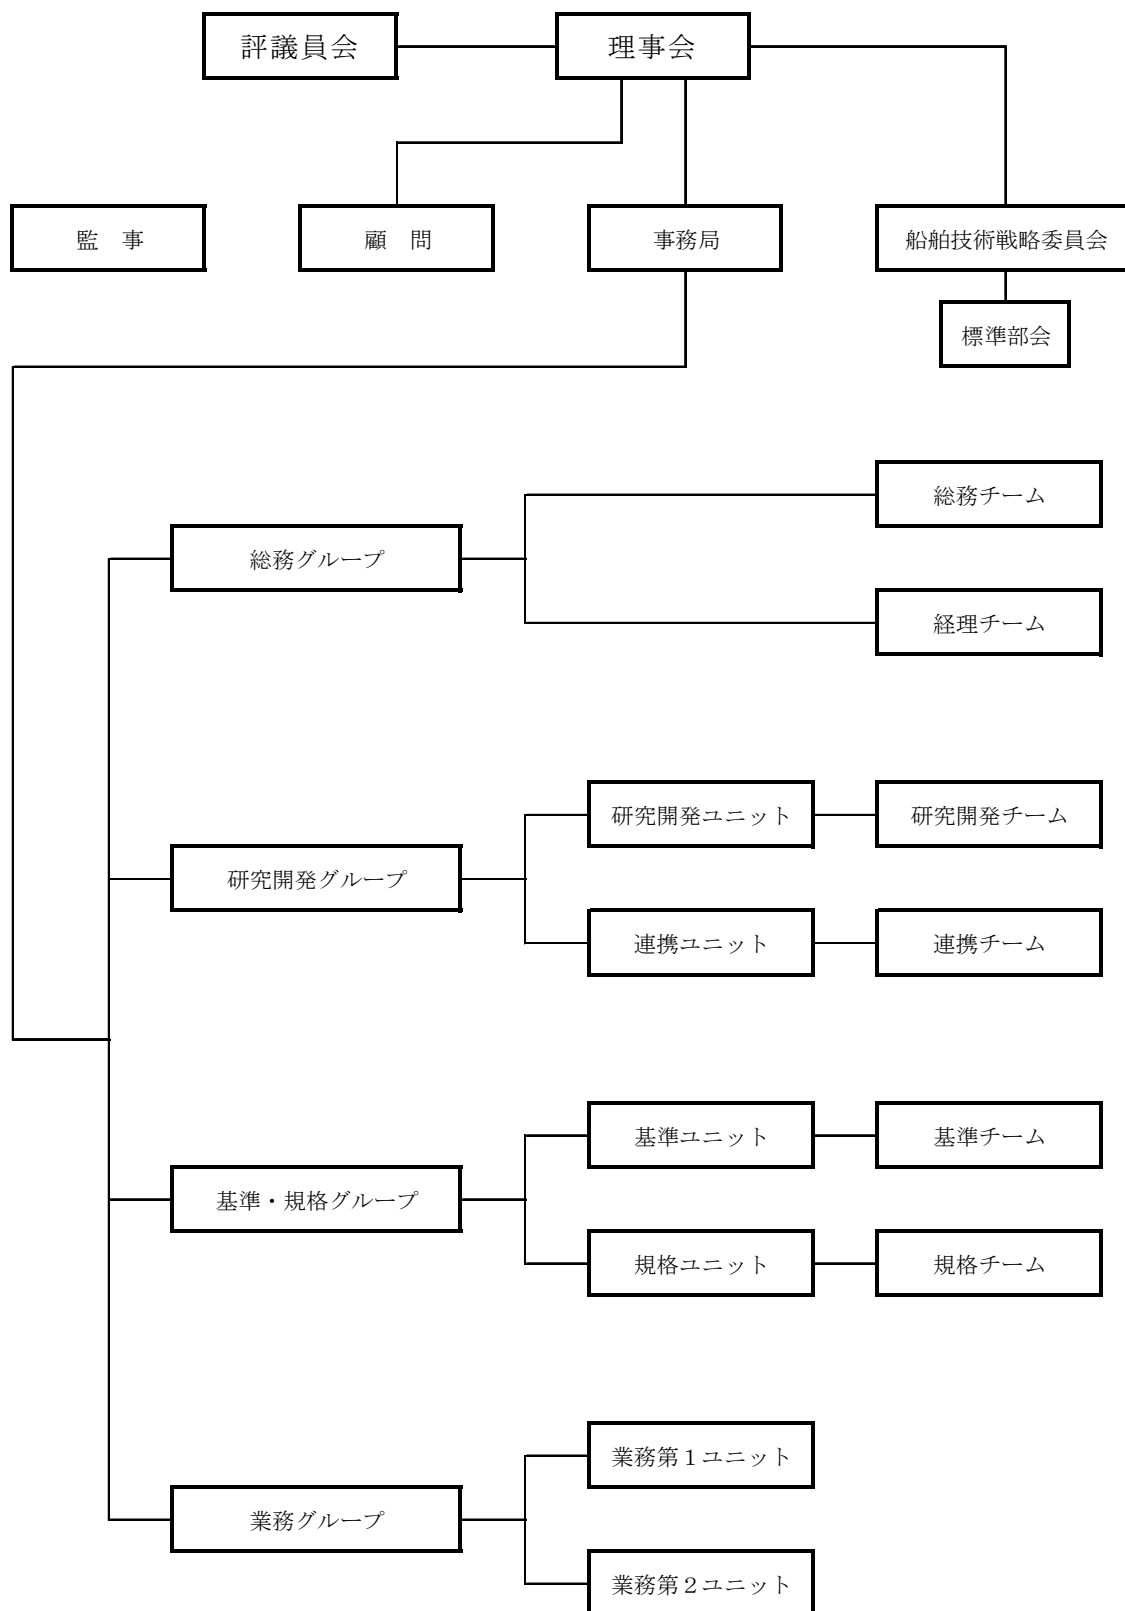 評議員会
理事会
監　事
顧　問
事務局
船舶技術戦略委員会
標準部会
総務チーム
総務グループ
経理チーム
研究開発ユニット
研究開発チーム
研究開発グループ
連携ユニット
連携チーム
基準ユニット
基準チーム
基準・規格グループ
規格ユニット
規格チーム
業務第１ユニット
業務グループ
業務第２ユニット